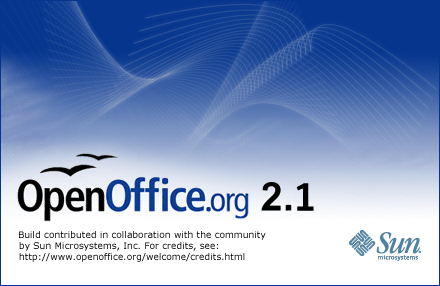 OpenOffice.org 2.1
Build contributed in collaboration with the community
by Sun Microsystems, Inc. For credits, see:
http://www.openoffice.org/welcome/credits.html
Sun
microsystems